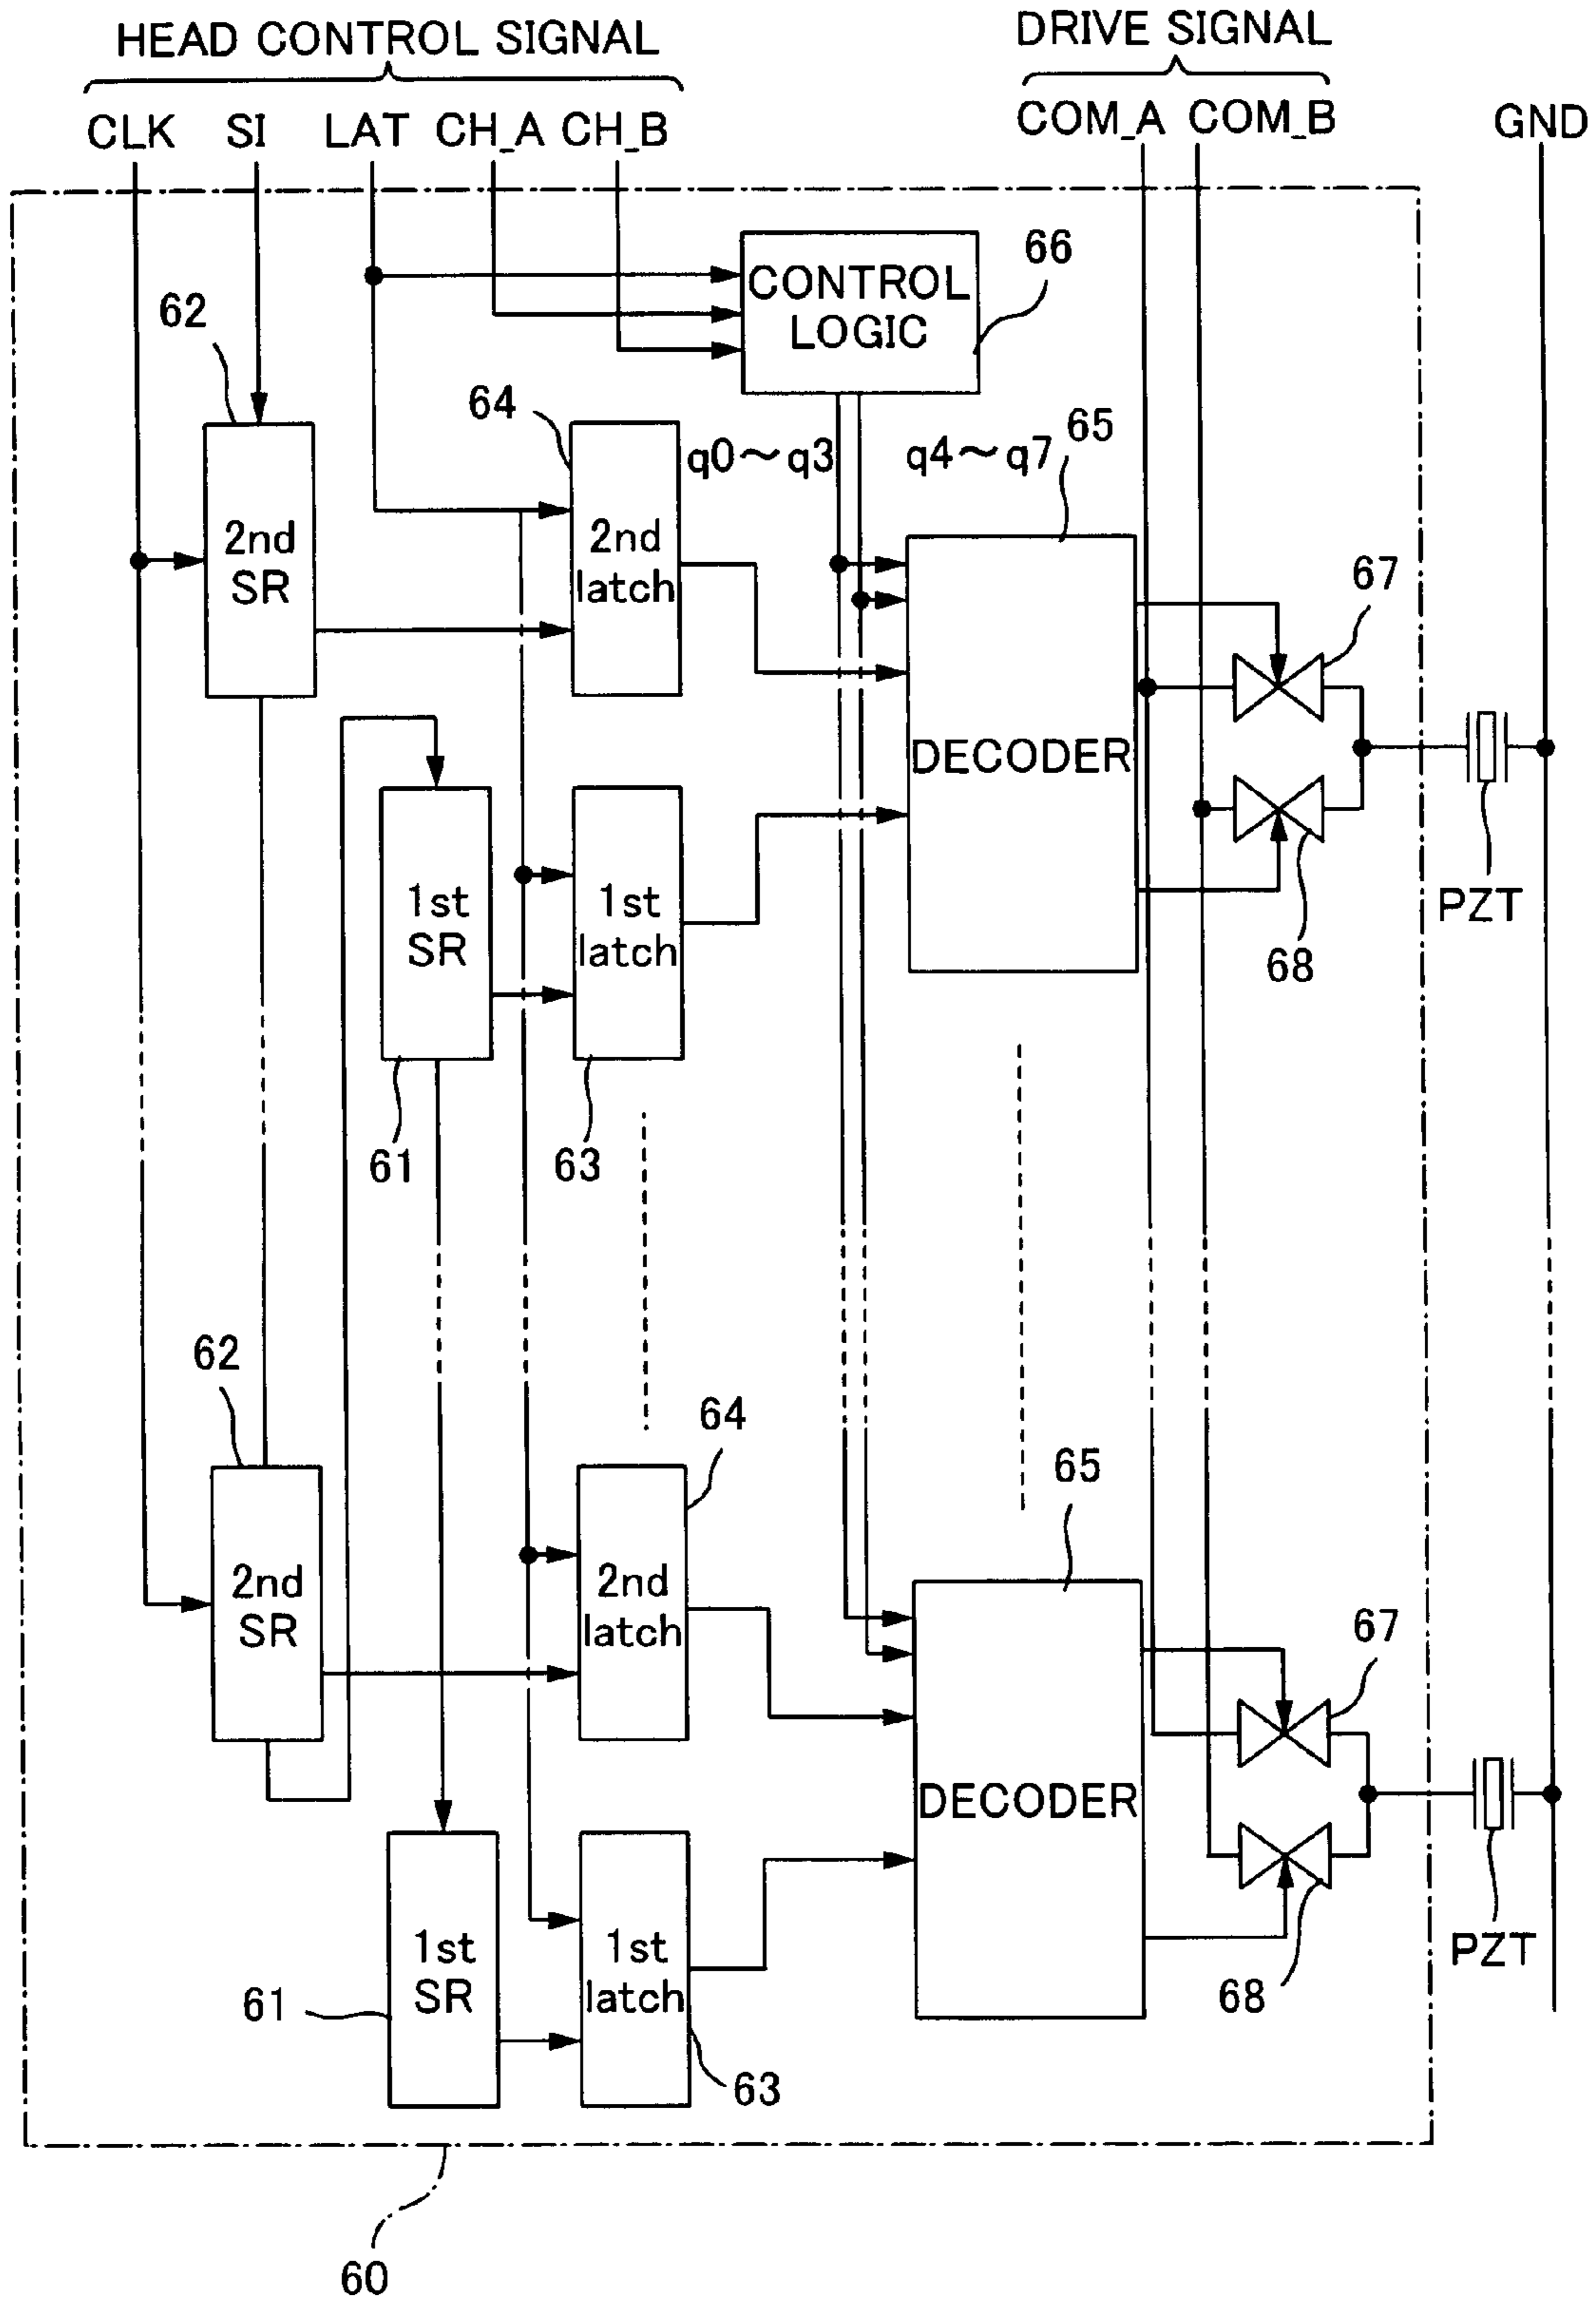 HEAD CONTROL SIGNAL
DRIVE SIGNAL
CLK SI LAT CH_A CH_B
COM_A COM_B
GND
66
CONTROL
LOGIC
62
64
q0～q3
q4～q7
65
2nd
SR
2nd
latch
67
DECODER
1st
SR
1st
latch
PZT
68
61
63
62
64
65
2nd
SR
2nd
latch
67
DECODER
1st
SR
1st
latch
PZT
61
68
63
60